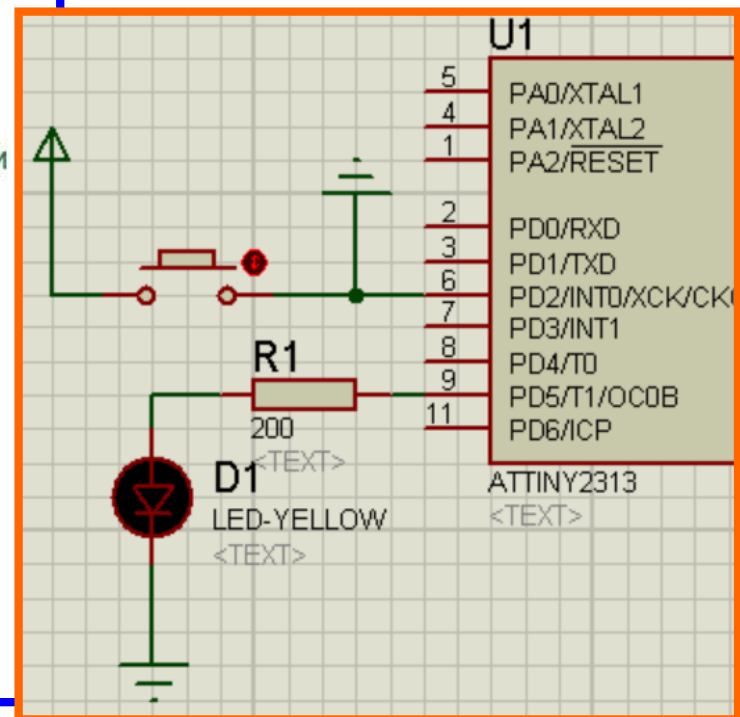 U1
5 PA0/XTAL1
4 PA1/XTAL2
1 PA2/RESET
2 PD0/RXD
3 PD1/TXD
6 PD2/INT0/XCK/CK
7 PD3/INT1
8 PD4/T0
9 PD5/T1/OC0B
11 PD6/ICP
ATTINY2313
<TEXT>
R1
200
<TEXT>
D1
LED-YELLOW
<TEXT>